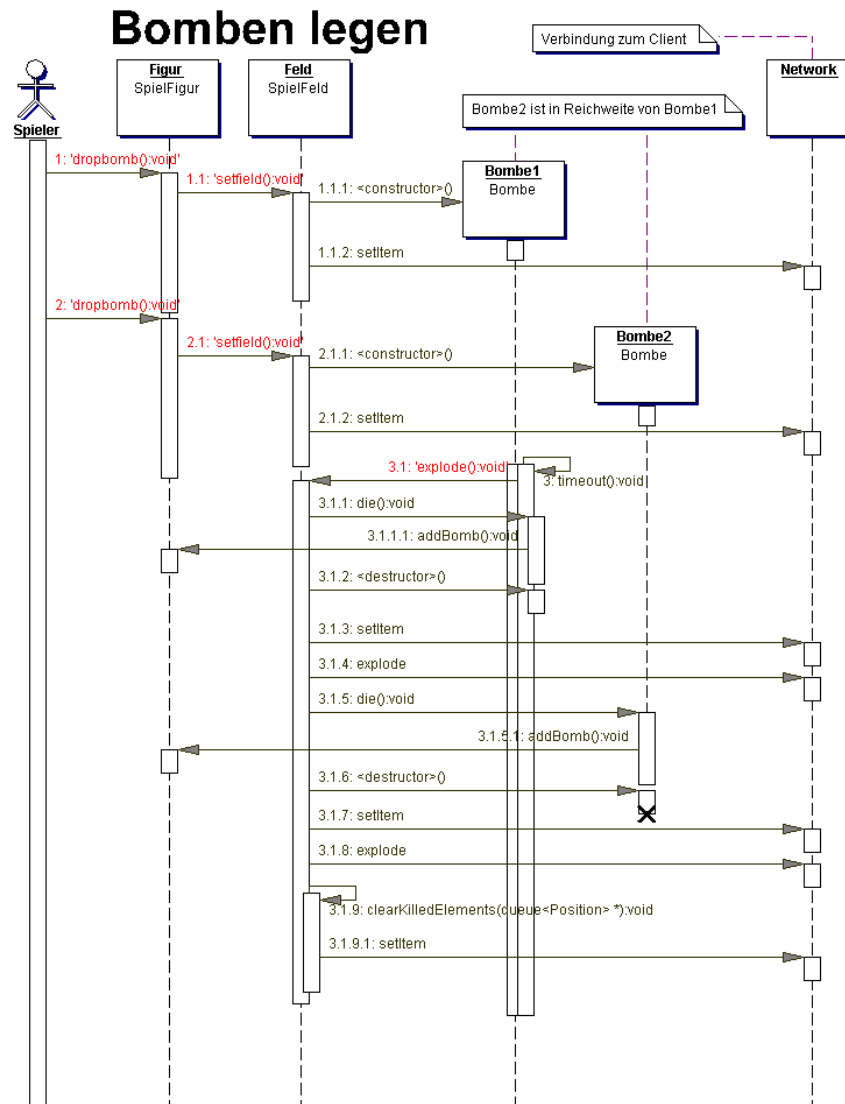 Bomben legen
Verbindung zum Client
Figur
SpielFigur
Feld
SpielFeld
Network
Bombe2 ist in Reichweite von Bombe1
Spieler
1: 'dropbomb():void'
1.1: 'setfield():void'
1.1.1: <constructor>()
Bombe1
Bombe
1.1.2: setItem
2: 'dropbomb():void'
2.1: 'setfield():void'
2.1.1: <constructor>()
Bombe2
Bombe
2.1.2: setItem
3.1: 'explode():void'
3: timeout():void
3.1.1: die():void
3.1.1.1: addBomb():void
3.1.2: <destructor>()
3.1.3: setItem
3.1.4: explode
3.1.5: die():void
3.1.5.1: addBomb():void
3.1.6: <destructor>()
3.1.7: setItem
3.1.8: explode
3.1.9: clearKilledElements(queue<Position> *):void
3.1.9.1: setItem